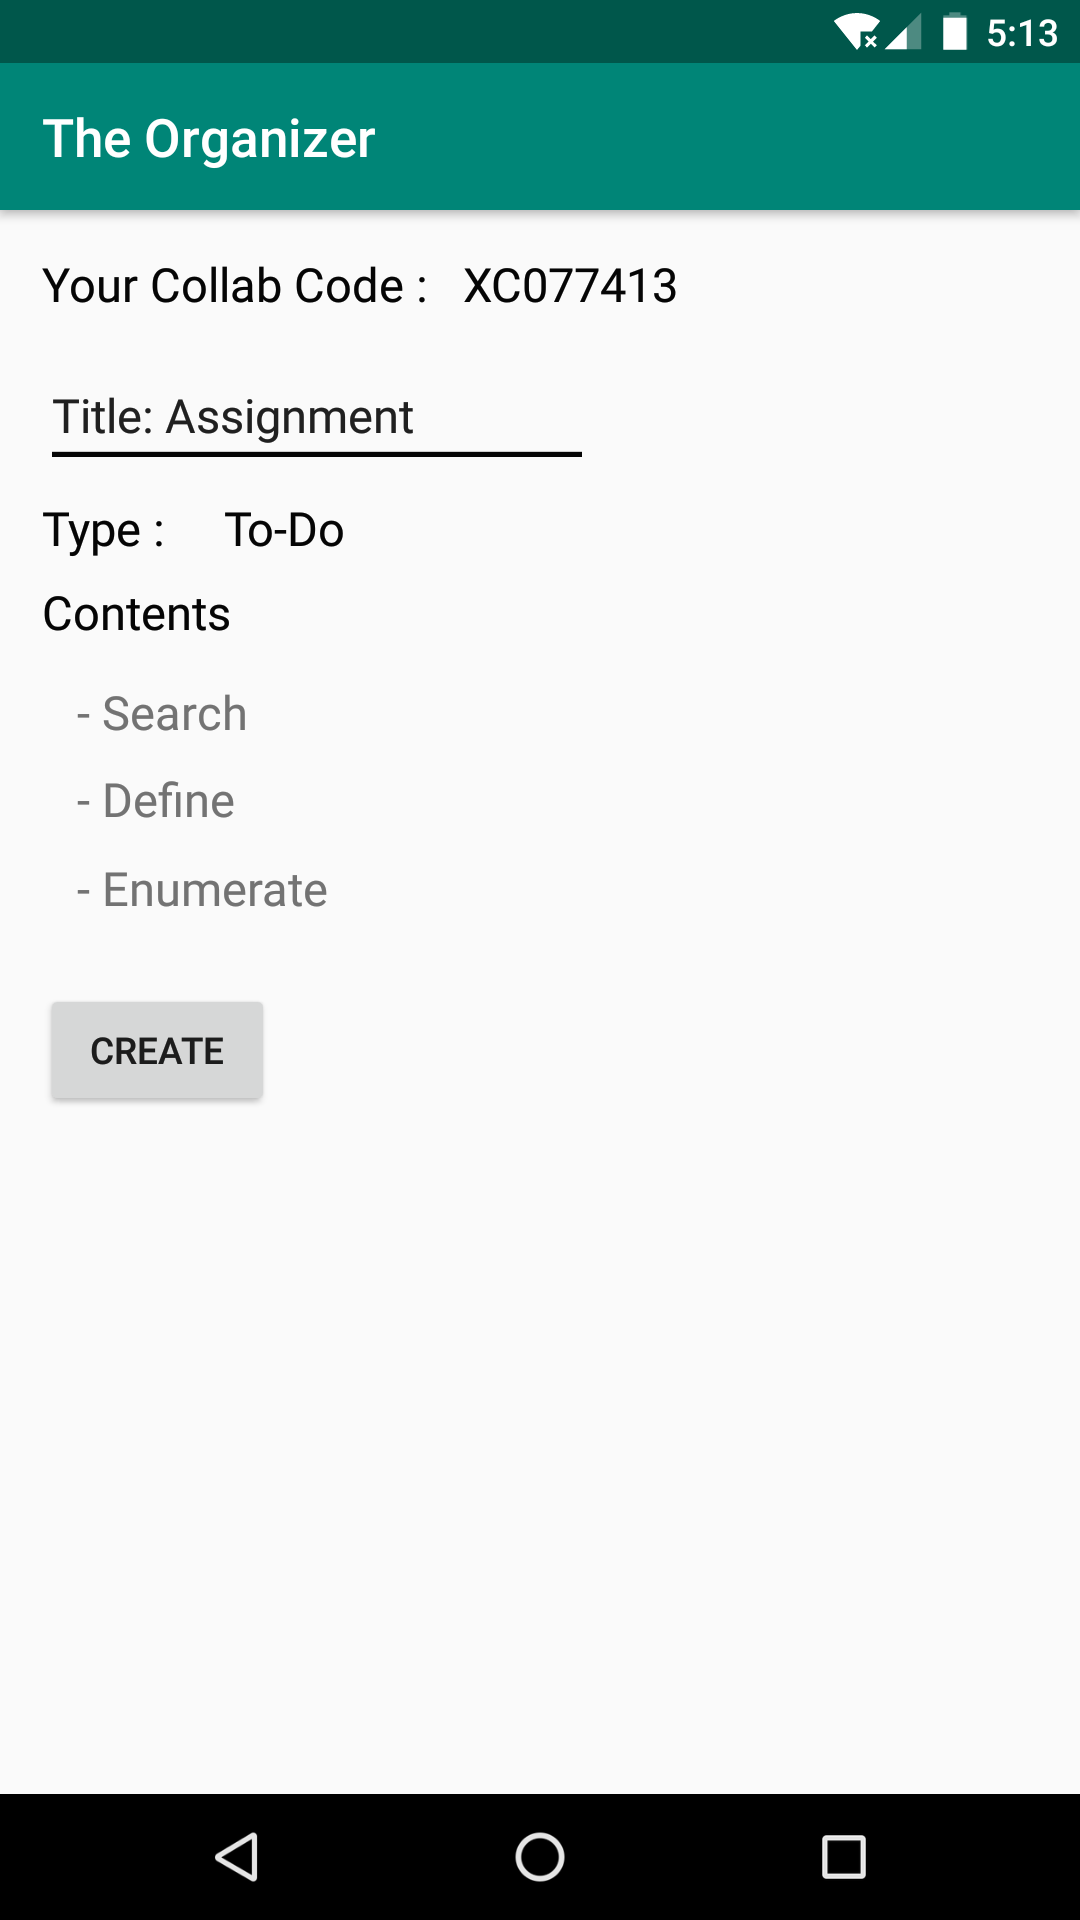 5:13
The Organizer
Your Collab Code : XC077413
Title: Assignment
Type : To-Do
Contents
- Search
- Define
- Enumerate
CREATE